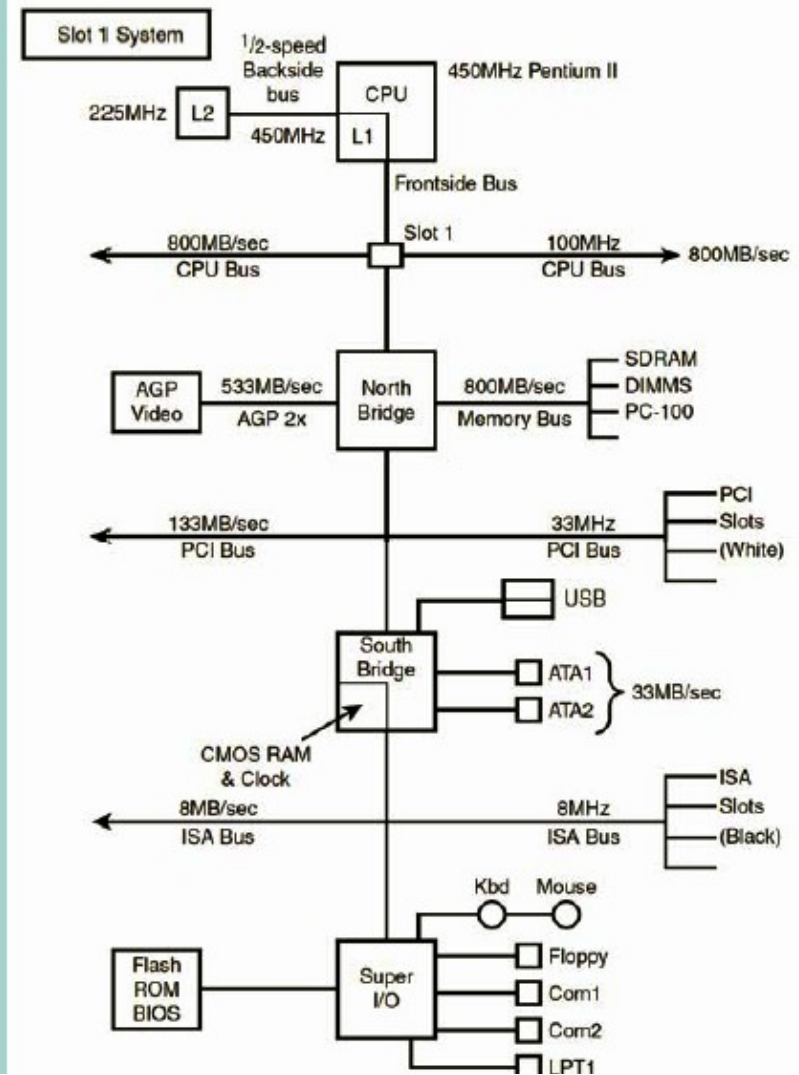 Slot 1 System
1/2-speed
Backside
bus
CPU
450MHz Pentium II
225MHz
L2
450MHz
L1
Frontside Bus
Slot 1
800MB/sec
CPU Bus
100MHz
CPU Bus
800MB/sec
AGP
Video
533MB/sec
AGP 2x
North
Bridge
800MB/sec
Memory Bus
SDRAM
DIMMS
PC-100
133MB/sec
PCI Bus
33MHz
PCI Bus
PCI
Slots
(White)
USB
South
Bridge
ATA1
ATA2
33MB/sec
CMOS RAM
& Clock
8MB/sec
ISA Bus
8MHz
ISA Bus
ISA
Slots
(Black)
Kbd
Mouse
Flash
ROM
BIOS
Super
I/O
Floppy
Com1
Com2
LPT1